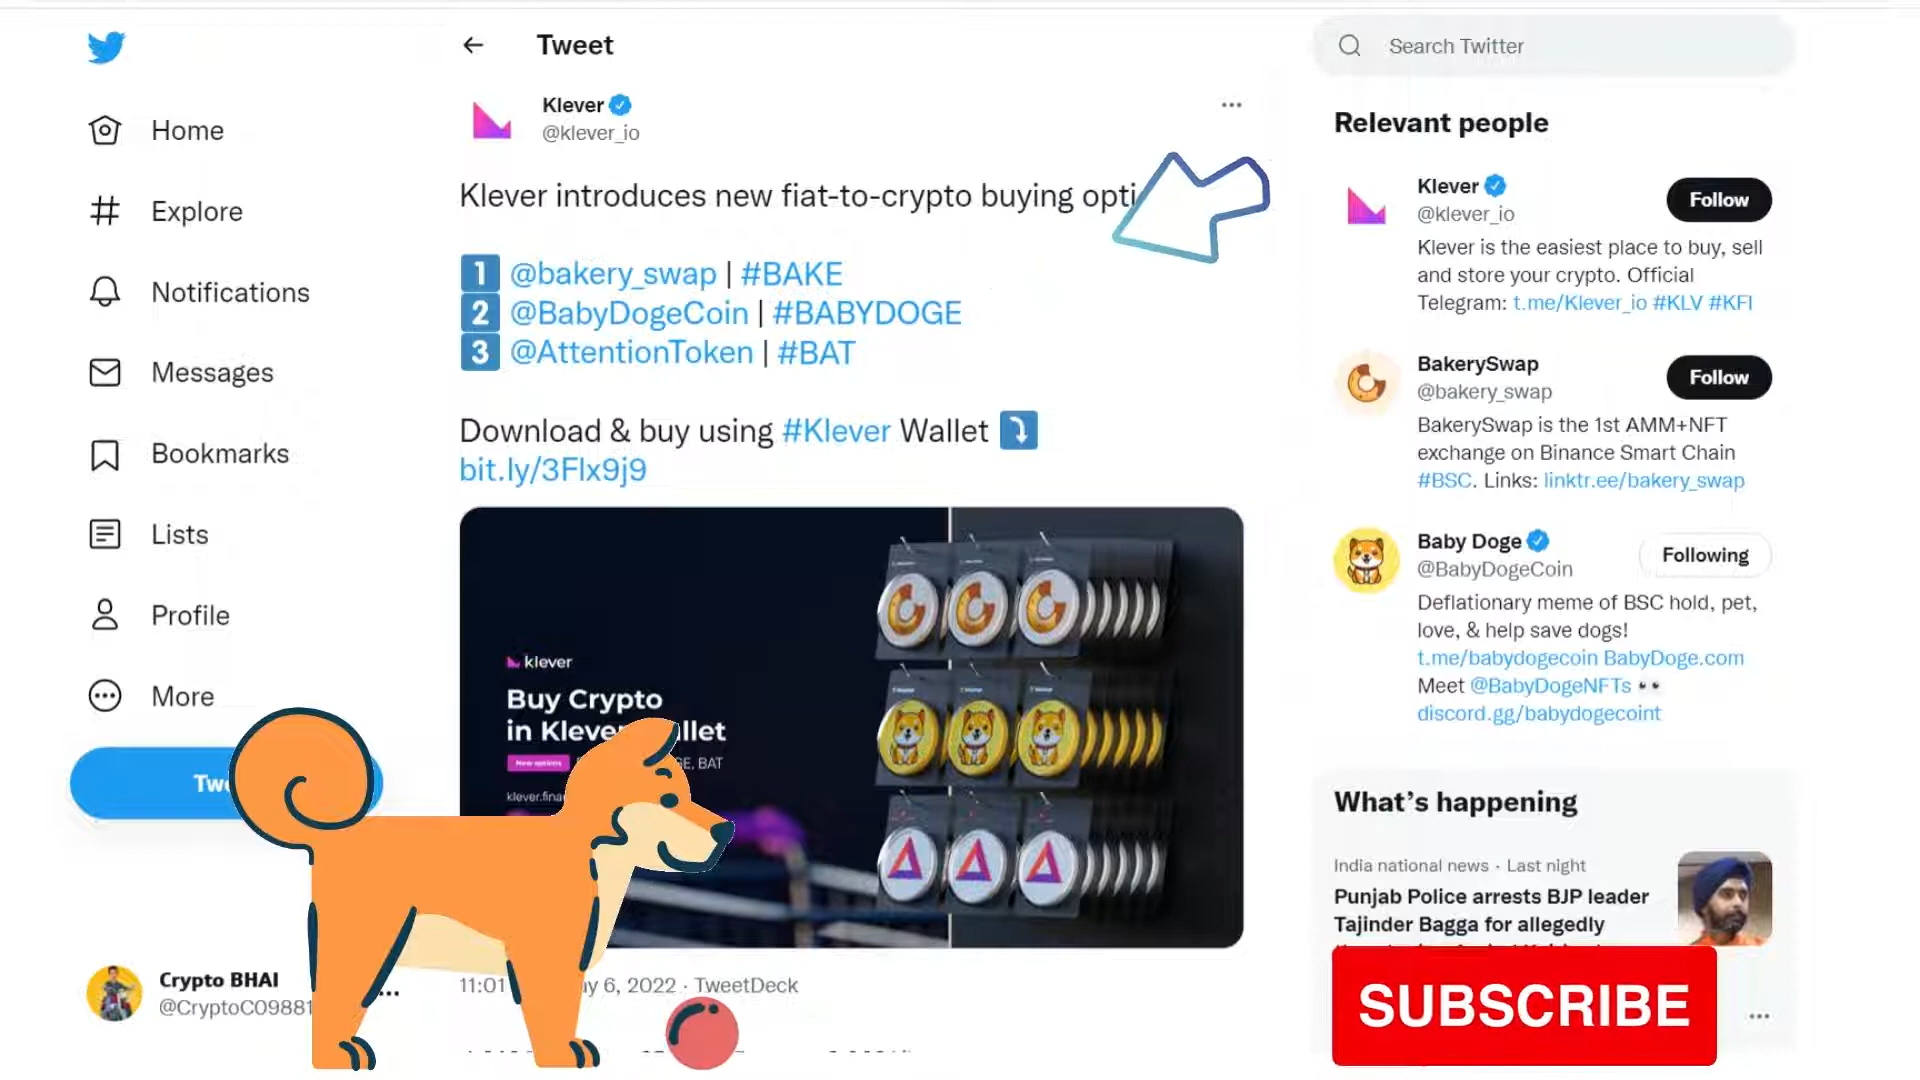 Home
Explore
Notifications
Messages
Bookmarks
Lists
Profile
More
Crypto BHAI
@CryptoC09881
...
Tweet
Klever
@klever_io
Klever introduces new fiat-to-crypto buying opti
1 @bakery_swap | #BAKE
2 @BabyDogeCoin | #BABYDOGE
3 @AttentionToken | #BAT
Download & buy using #Klever Wallet
bit.ly/3Flx9j9
klever
Buy Crypto
in Klever
New options
BAT
11:01
6, 2022 · TweetDeck
Search Twitter
Relevant people
Klever
@klever_io
Follow
Klever is the easiest place to buy, sell
and store your crypto. Official
Telegram: t.me/Klever_io #KLV #KFI
BakerySwap
@bakery_swap
Follow
BakerySwap is the 1st AMM+NFT
exchange on Binance Smart Chain
#BSC. Links: linktr.ee/bakery_swap
Baby Doge
@BabyDogeCoin
Following
Deflationary meme of BSC hold, pet,
love, & help save dogs!
t.me/babydogecoin BabyDoge.com
Meet @BabyDogeNFTs 👀
discord.gg/babydogecoint
What's happening
India national news · Last night
Punjab Police arrests BJP leader
Tajinder Bagga for allegedly
SUBSCRIBE